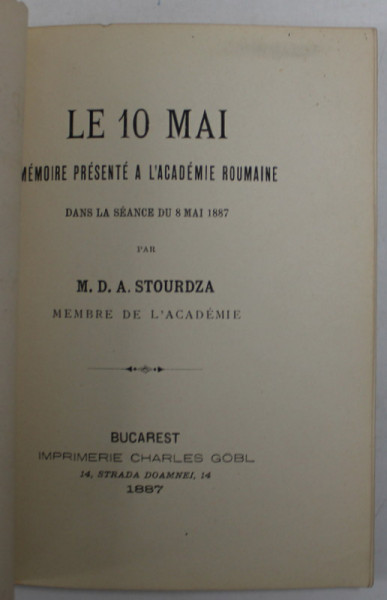 LE 10 MAI
MÉMOIRE PRÉSENTÉ A L'ACADÉMIE ROUMAINE
DANS LA SÉANCE DU 8 MAI 1887
PAR
M. D. A. STOURDZA
MEMBRE DE L'ACADÉMIE
BUCAREST
IMPRIMERIE CHARLES GÖBL
14, STRADA DOAMNEI, 14
1887